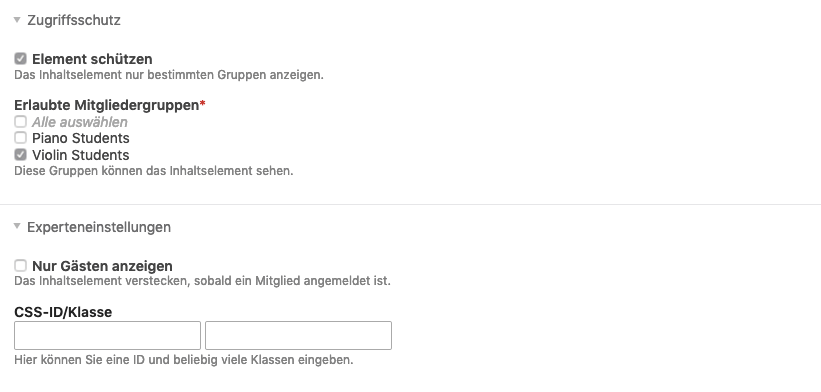 Zugriffsschutz
Element schützen
Das Inhaltselement nur bestimmten Gruppen anzeigen.
Erlaubte Mitgliedergruppen*
Alle auswählen
Piano Students
Violin Students
Diese Gruppen können das Inhaltselement sehen.
Experteneinstellungen
Nur Gästen anzeigen
Das Inhaltselement verstecken, sobald ein Mitglied angemeldet ist.
CSS-ID/Klasse
Hier können Sie eine ID und beliebig viele Klassen eingeben.